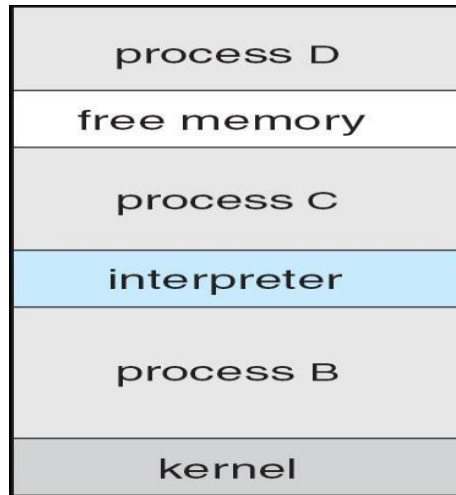 process D
free memory
process C
interpreter
process B
kernel